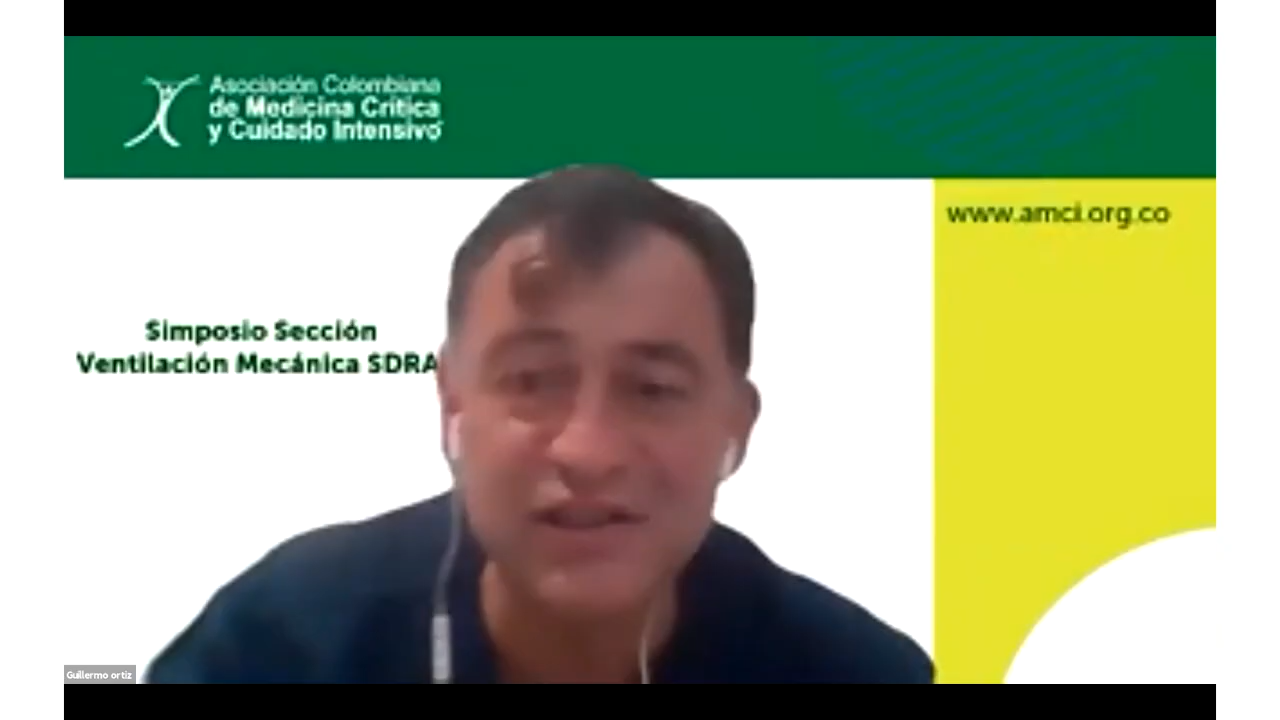 Asociación Colombiana
de Medicina Crítica
y Cuidado Intensivo
www.amci.org.co
Simposio Sección
Ventilación Mecánica SDRA
Guillermo ortiz